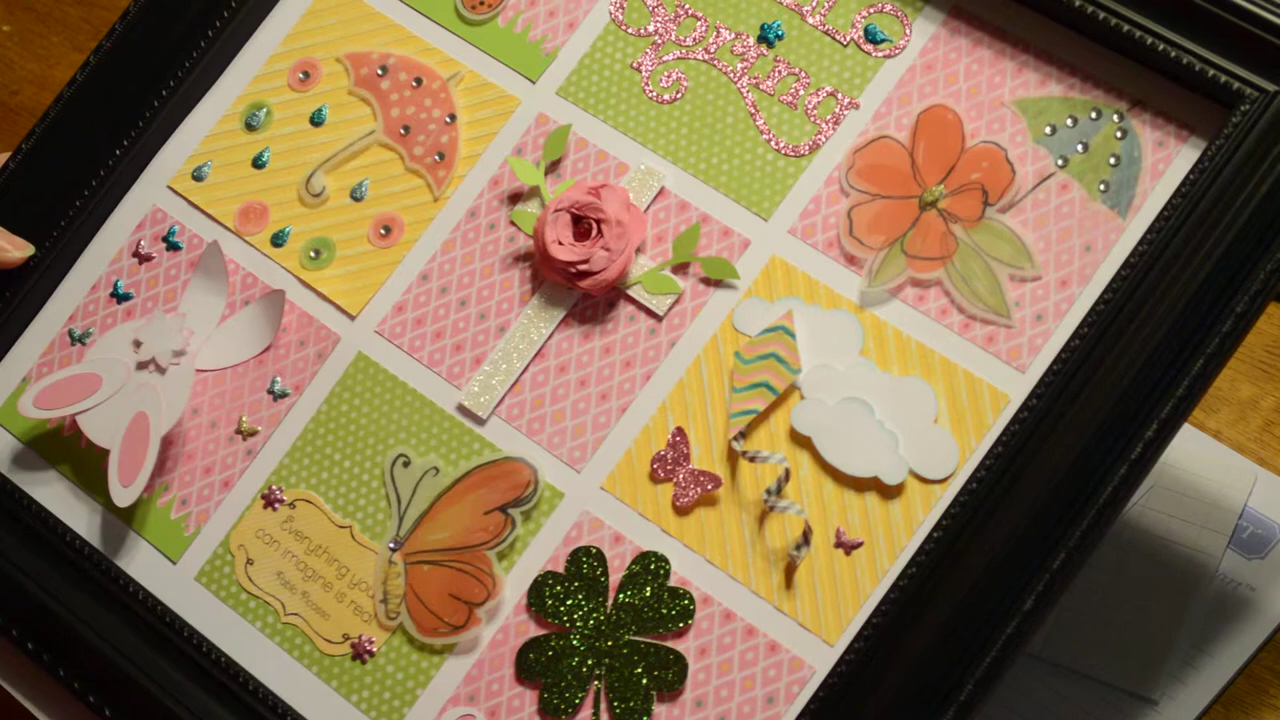 Spring
Everything you
can imagine is real
Pablo Picasso